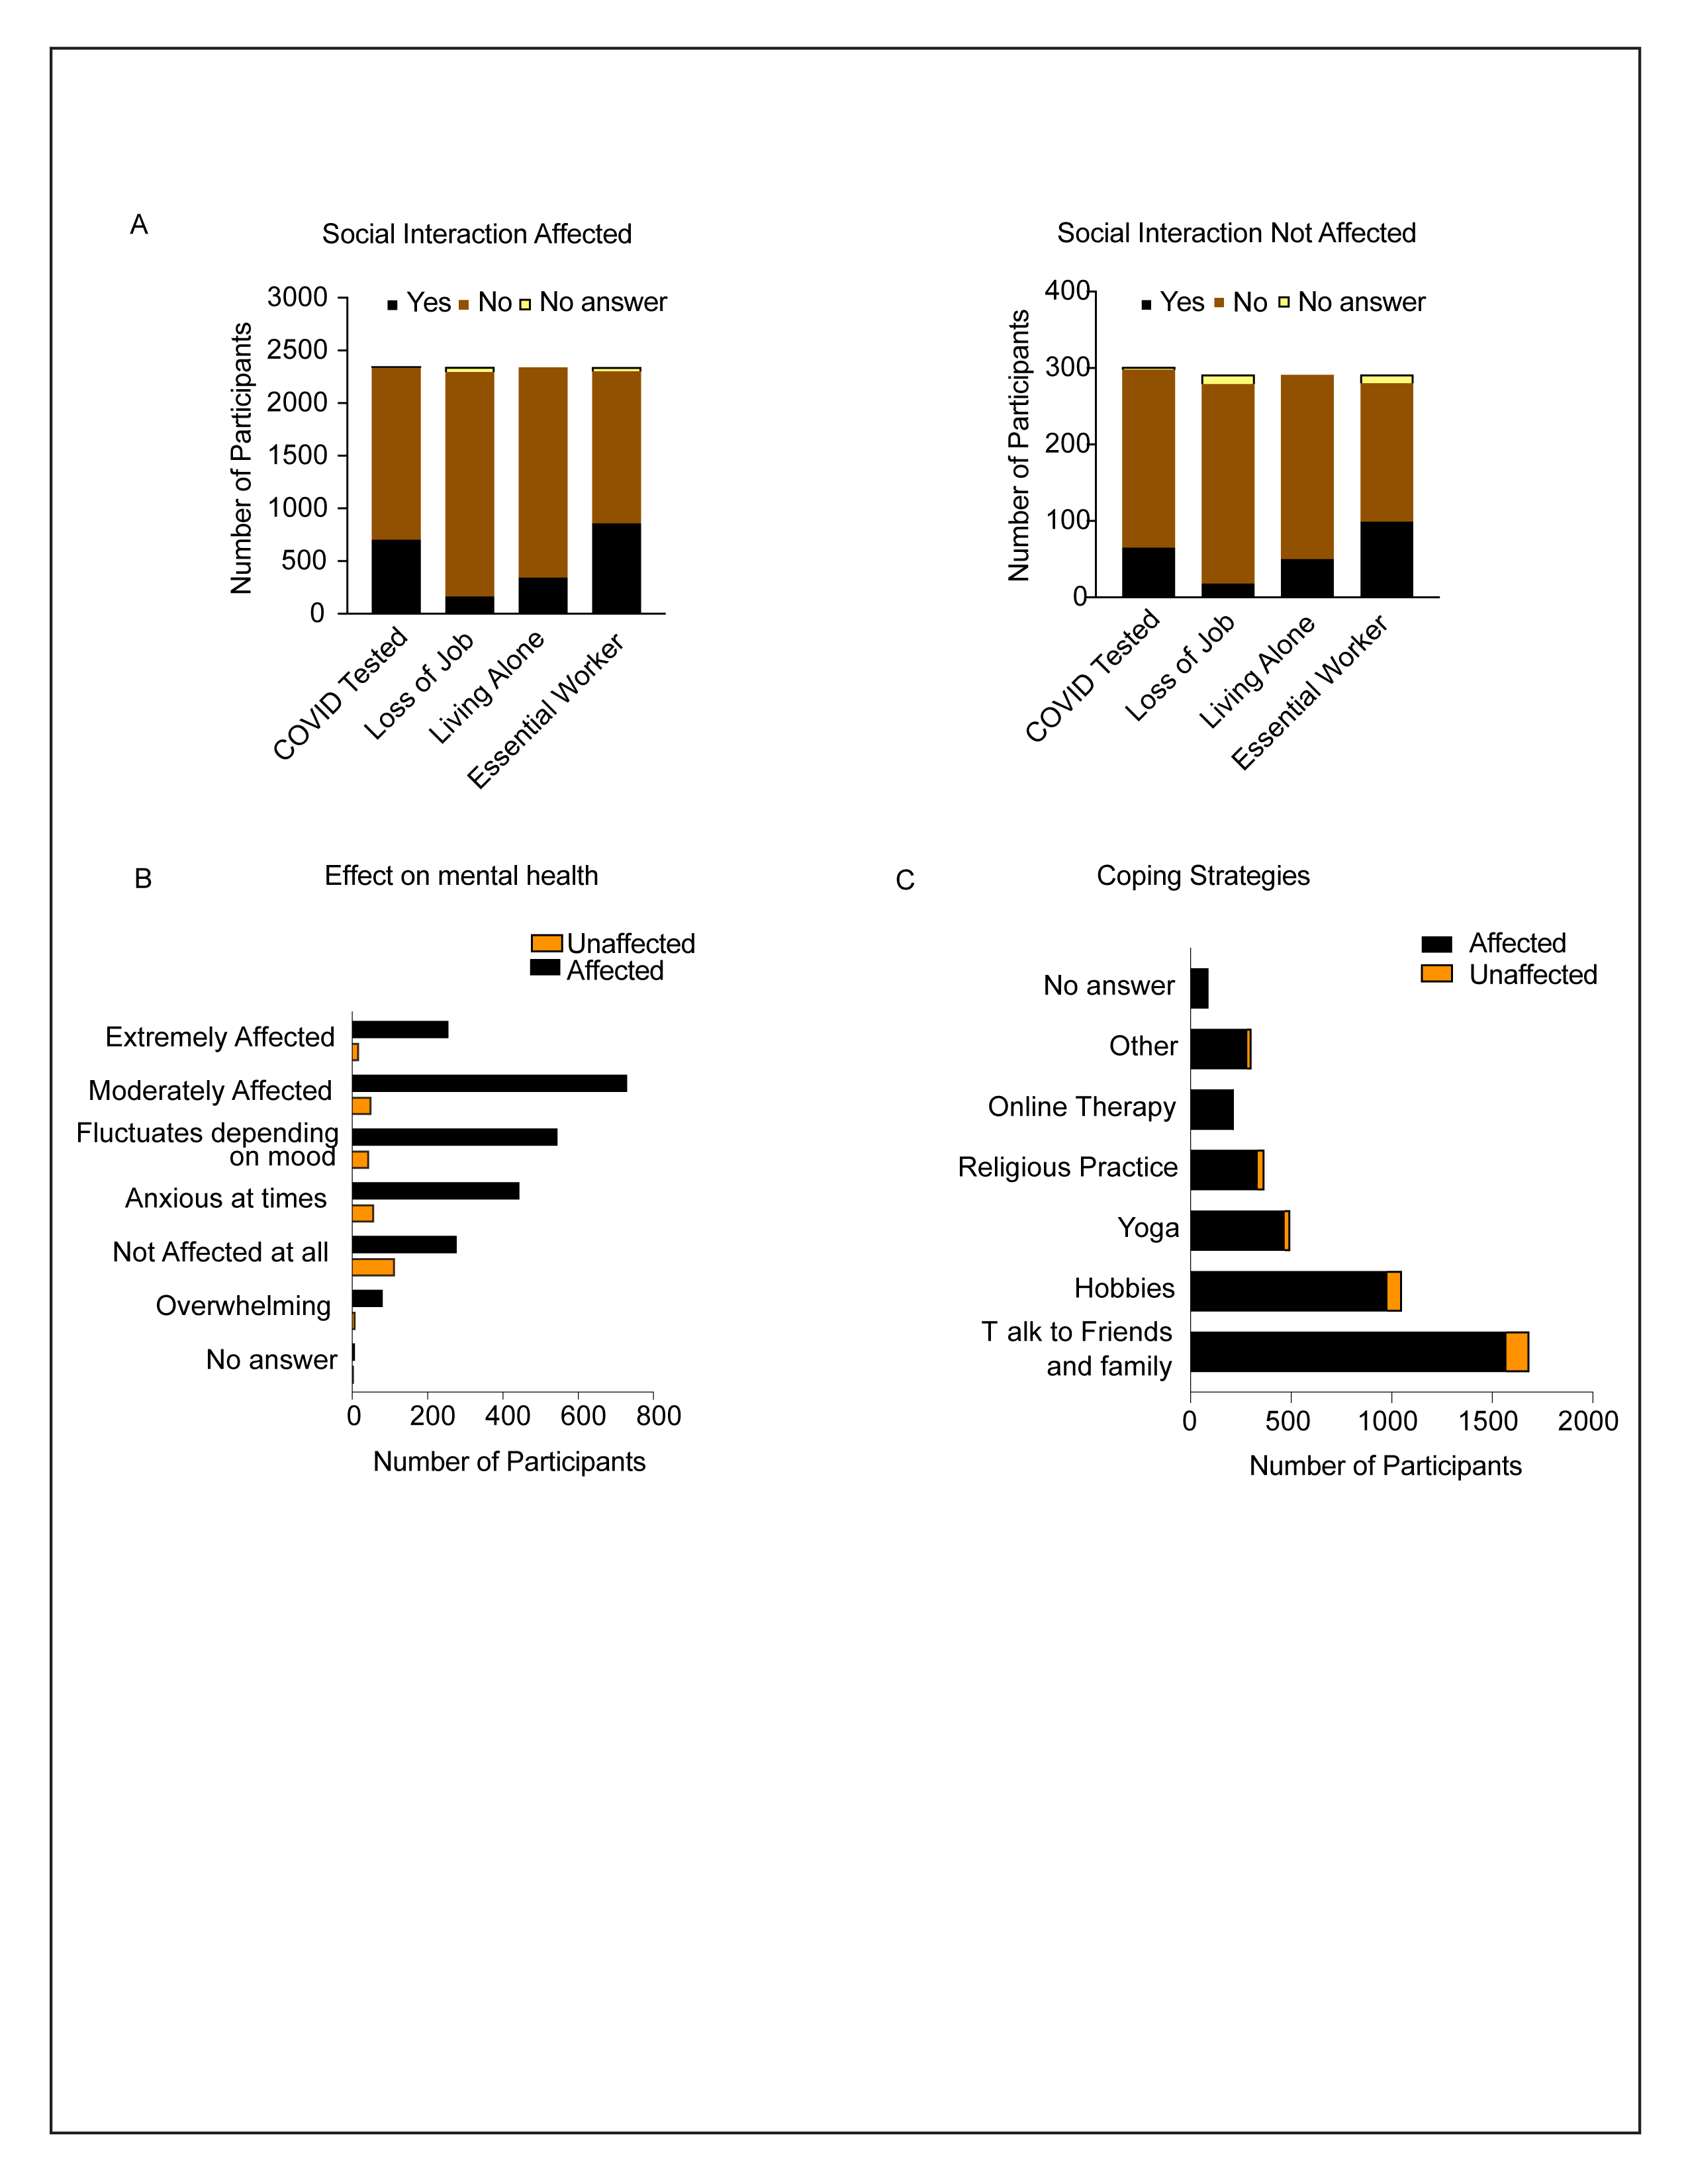 A
Social Interaction Affected
Yes No No answer
Number of Participants
3000
2500
2000
1500
1000
500
0
COVID Tested
Loss of Job
Living Alone
Essential Worker
Social Interaction Not Affected
Yes No No answer
Number of Participants
400
300
200
100
0
COVID Tested
Loss of Job
Living Alone
Essential Worker
B
Effect on mental health
Unaffected
Affected
Extremely Affected
Moderately Affected
Fluctuates depending
on mood
Anxious at times
Not Affected at all
Overwhelming
No answer
0 200 400 600 800
Number of Participants
C
Coping Strategies
Affected
Unaffected
No answer
Other
Online Therapy
Religious Practice
Yoga
Hobbies
T alk to Friends
and family
0 500 1000 1500 2000
Number of Participants